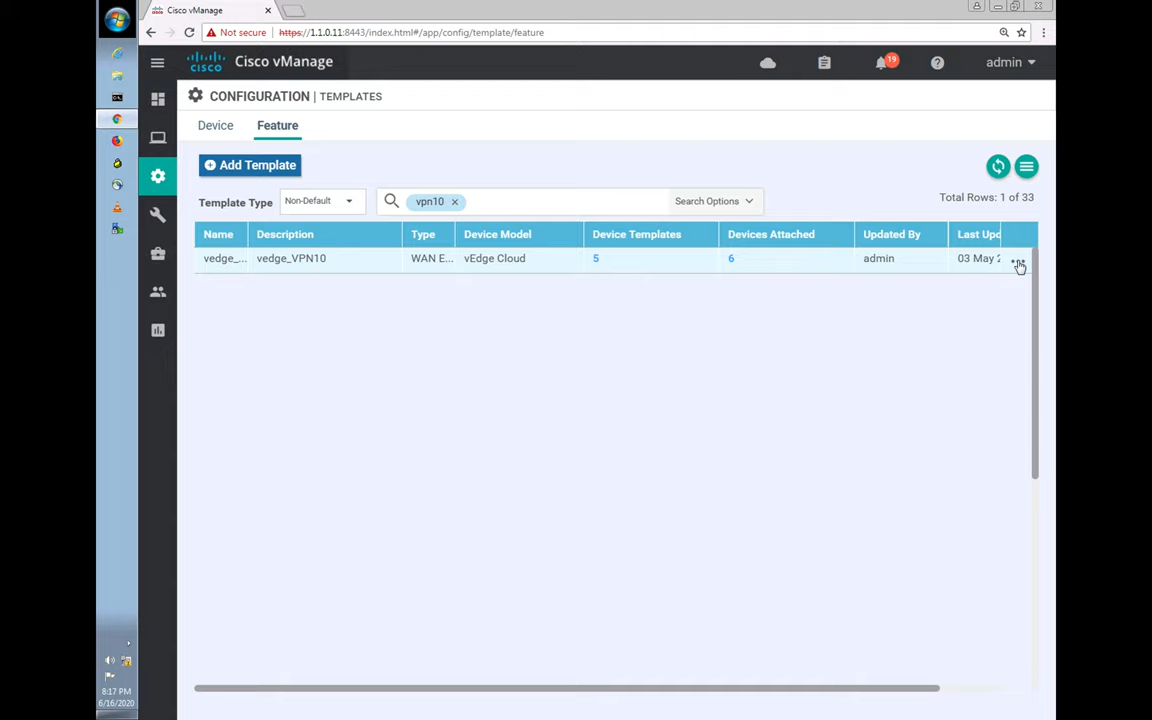 Cisco vManage ×
Not secure https://1.1.0.11:8443/index.html#/app/config/template/feature
cisco Cisco vManage 19 admin
CONFIGURATION | TEMPLATES
Device Feature
Add Template
Template Type Non-Default vpn10 × Search Options Total Rows: 1 of 33
Name Description Type Device Model Device Templates Devices Attached Updated By Last Upd
vedge_... vedge_VPN10 WAN E... vEdge Cloud 5 6 admin 03 May 2
8:17 PM
6/16/2020